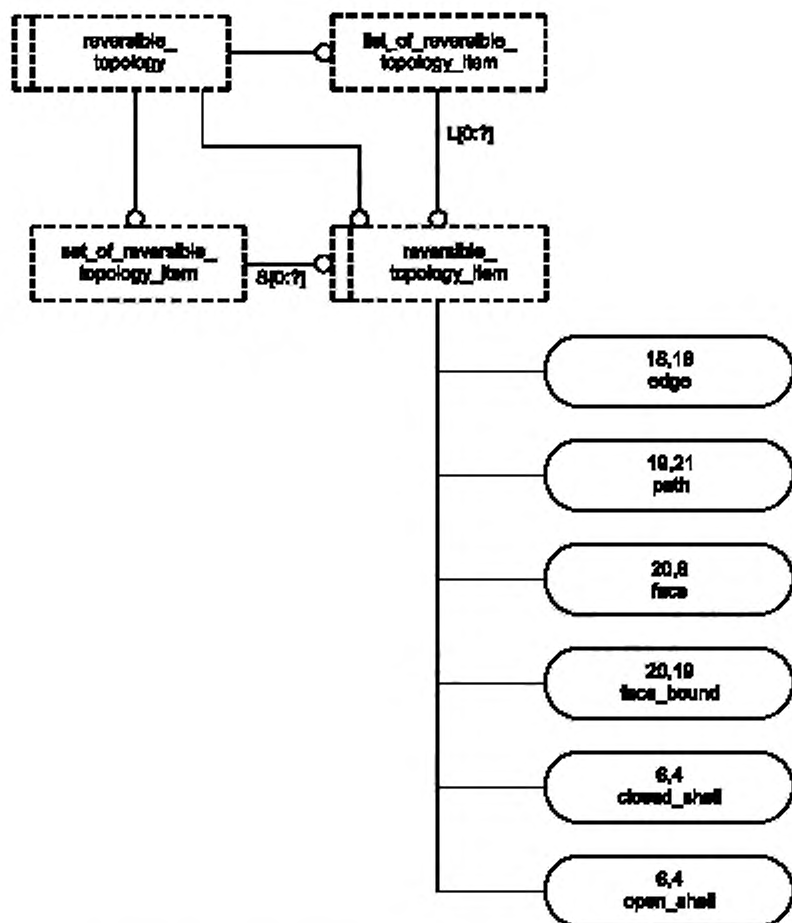 reversible_
topology
list_of_reversible_
topology_item
L[0:?]
set_of_reversible_
topology_item
S[0:?]
reversible_
topology_item
18,19
edge
19,21
path
20,8
face
20,19
face_bound
6,4
closed_shell
6,4
open_shell